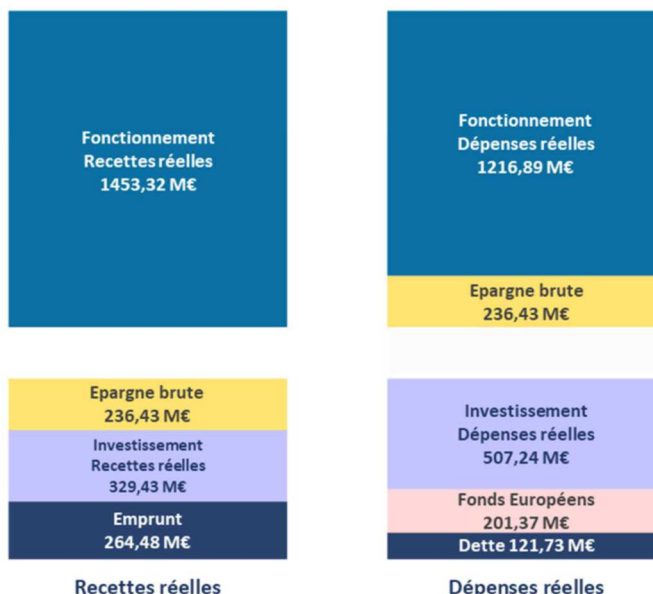 Fonctionnement
Recettes réelles
1453,32 M€
Epargne brute
236,43 M€
Investissement
Recettes réelles
329,43 M€
Emprunt
264,48 M€
Recettes réelles
Fonctionnement
Dépenses réelles
1216,89 M€
Epargne brute
236,43 M€
Investissement
Dépenses réelles
507,24 M€
Fonds Européens
201,37 M€
Dette 121,73 M€
Dépenses réelles